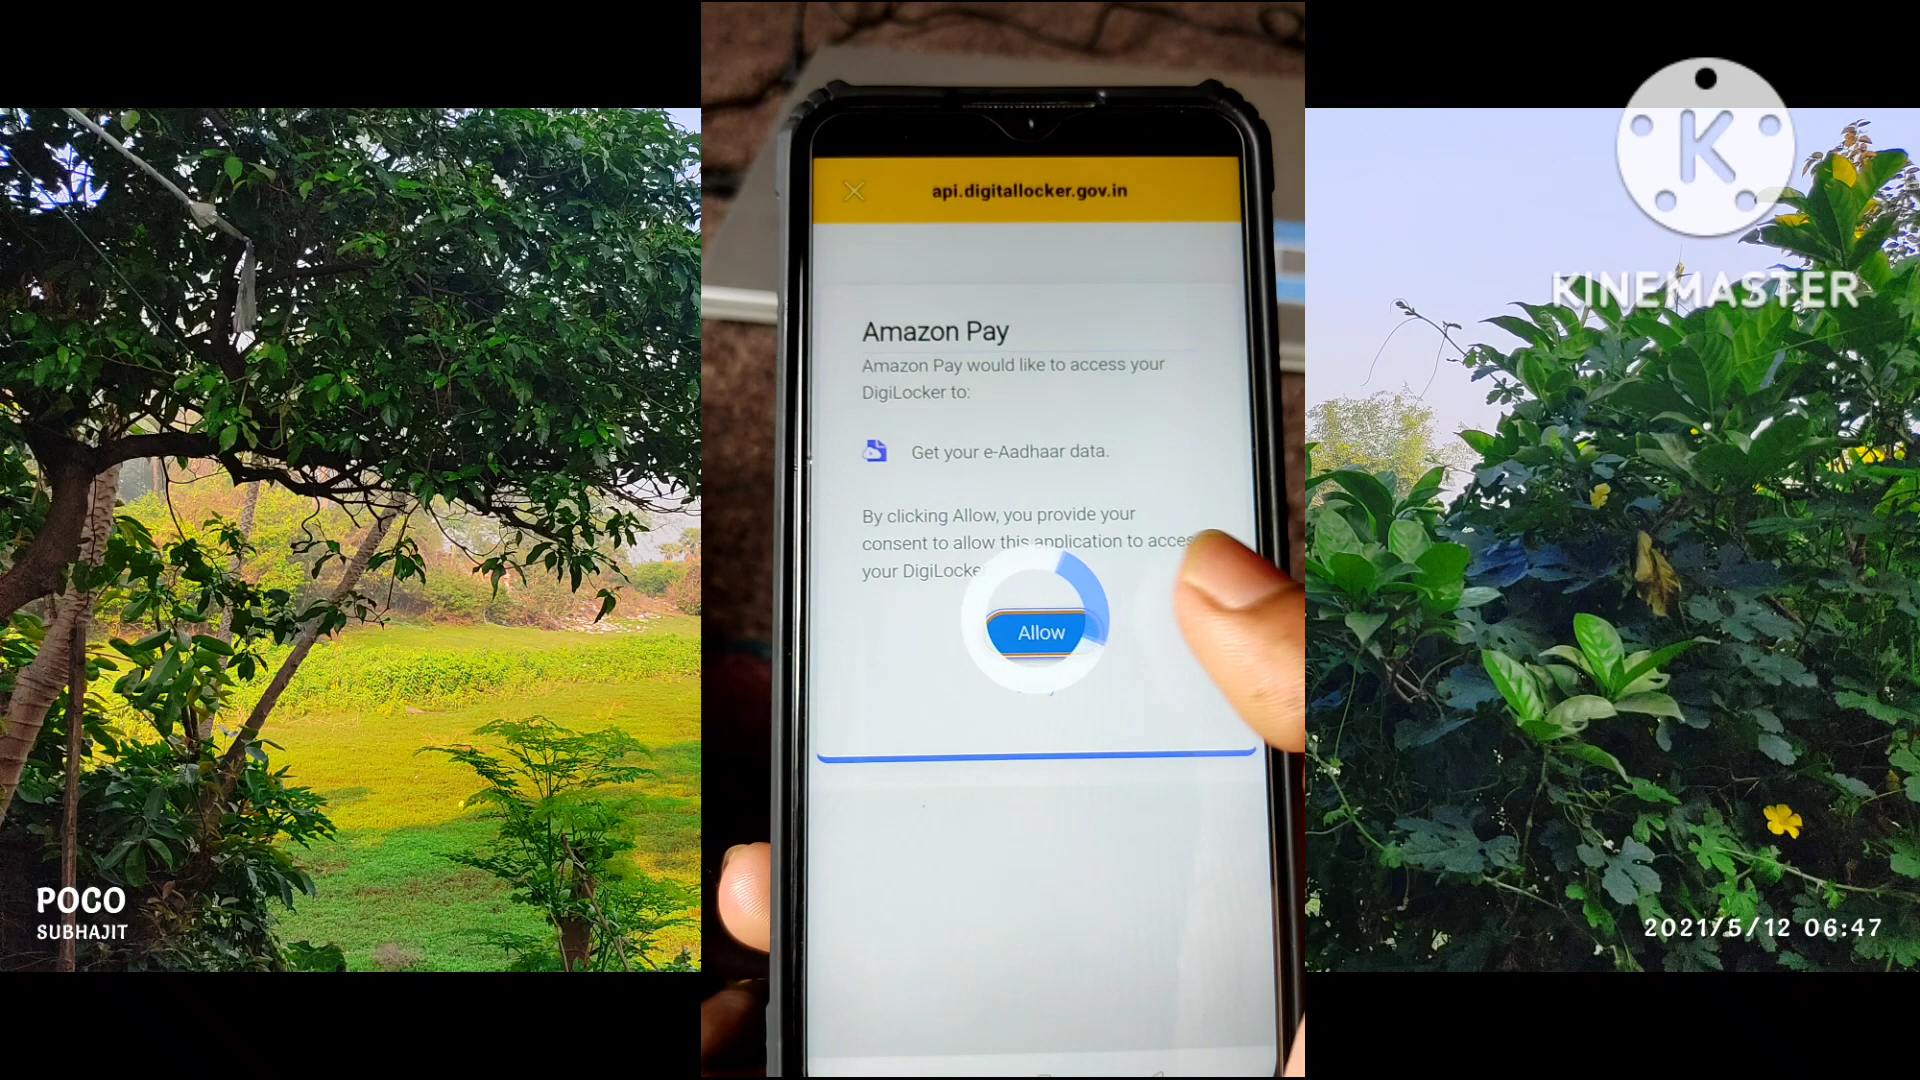 api.digitallocker.gov.in
Amazon Pay
Amazon Pay would like to access your
DigiLocker to:
Get your e-Aadhaar data.
By clicking Allow, you provide your
consent to allow this application to
your
Allow
K
KINEMASTER
POCO
SUBHAJIT
2021/5/12 06:47